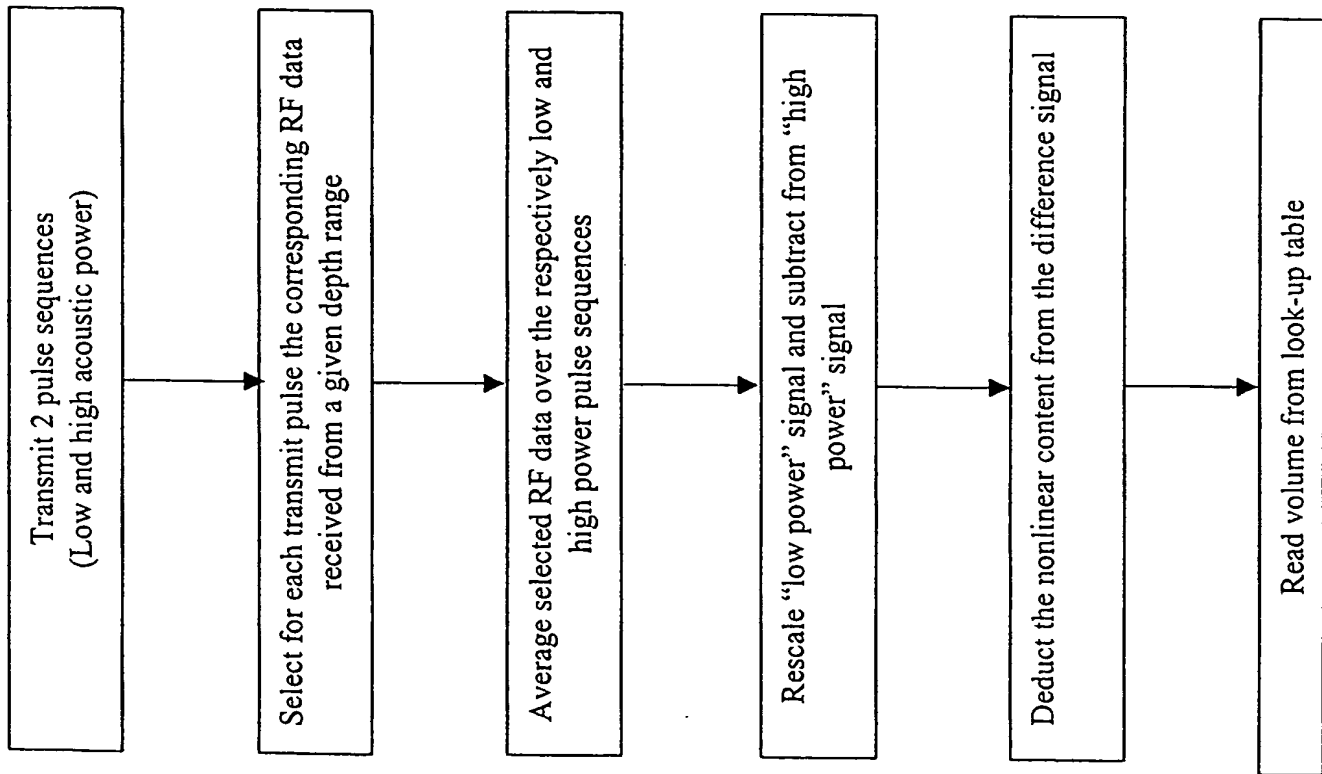 Transmit 2 pulse sequences
(Low and high acoustic power)
Select for each transmit pulse the corresponding RF data
received from a given depth range
Average selected RF data over the respectively low and
high power pulse sequences
Rescale “low power” signal and subtract from “high
power” signal
Deduct the nonlinear content from the difference signal
Read volume from look-up table